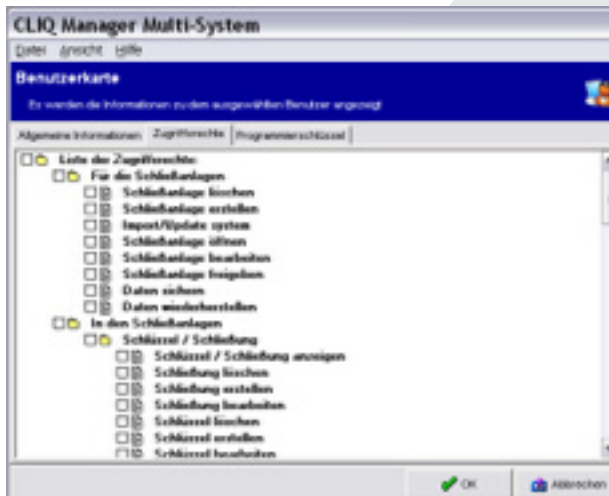 CLIQ Manager Multi-System
Datei Ansicht Hilfe
Benutzerkarte
Es werden die Informationen zu dem ausgewählten Benutzer angezeigt
Allgemeine Informationen Zugriffsrechte Programmierschlüssel
Liste der Zugriffsrechte:
Für die Schließanlagen
Schließanlage löschen
Schließanlage erstellen
Import/Update system
Schließanlage öffnen
Schließanlage bearbeiten
Schließanlage freigeben
Daten sichern
Daten wiederherstellen
In den Schließanlagen
Schlüssel / Schließung
Schlüssel / Schließung anzeigen
Schließung löschen
Schließung erstellen
Schließung bearbeiten
Schlüssel löschen
Schlüssel erstellen
Schlüssel bearbeiten
OK Abbrechen